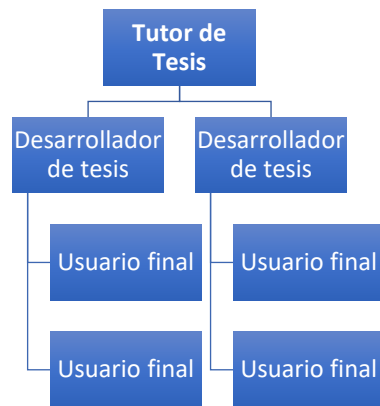 Tutor de
Tesis
Desarrollador
de tesis
Desarrollador
de tesis
Usuario final
Usuario final
Usuario final
Usuario final